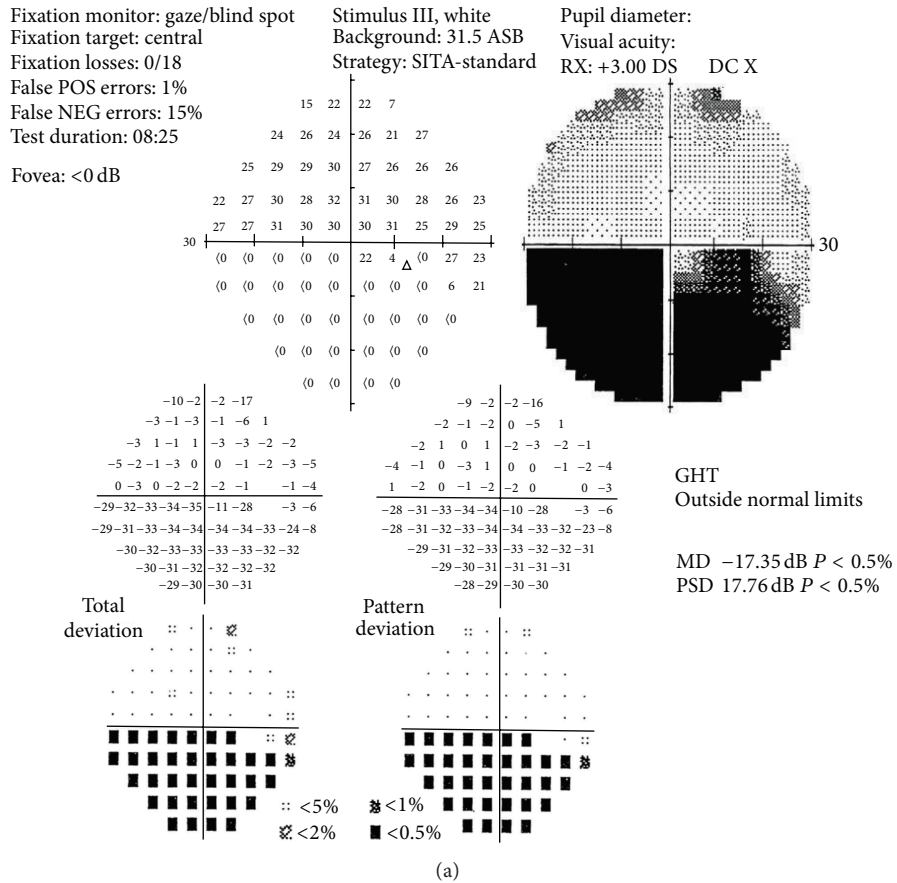 Fixation monitor: gaze/blind spot
Fixation target: central
Fixation losses: 0/18
False POS errors: 1%
False NEG errors: 15%
Test duration: 08:25
Fovea: <0 dB
Stimulus III, white
Background: 31.5 ASB
Strategy: SITA-standard
Pupil diameter:
Visual acuity:
RX: +3.00 DS DC X
15 22 22 7
24 26 24 26 21 27
25 29 29 30 27 26 26 26
22 27 30 28 32 31 30 28 26 23
27 27 31 30 30 30 31 25 29 25
30 30
⟨0 ⟨0 ⟨0 ⟨0 ⟨0 22 4 ⟨0 27 23
⟨0 ⟨0 ⟨0 ⟨0 ⟨0 ⟨0 ⟨0 ⟨0 6 21
⟨0 ⟨0 ⟨0 ⟨0 ⟨0 ⟨0 ⟨0 ⟨0
⟨0 ⟨0 ⟨0 ⟨0 ⟨0 ⟨0
⟨0 ⟨0 ⟨0 ⟨0
−10 −2 −2 −17
−3 −1 −3 −1 −6 1
−3 1 −1 1 −3 −3 −2 −2
−5 −2 −1 −3 0 0 −1 −2 −3 −5
0 −3 0 −2 −2 −2 −1 −1 −4
−29 −32 −33 −34 −35 −11 −28 −3 −6
−29 −31 −33 −34 −34 −34 −34 −33 −24 −8
−30 −32 −33 −33 −33 −33 −32 −32
−30 −31 −32 −32 −32 −32
−29 −30 −30 −31
−9 −2 −2 −16
−2 −1 −2 0 −5 1
−2 1 0 1 −2 −3 −2 −1
−4 −1 0 −3 1 0 0 −1 −2 −4
1 −2 0 −1 −2 −2 0 0 −3
−28 −31 −33 −34 −34 −10 −28 −3 −6
−28 −31 −32 −33 −34 −33 −34 −32 −23 −8
−29 −31 −32 −33 −33 −32 −32 −31
−29 −30 −31 −31 −31 −31
−28 −29 −30 −30
GHT
Outside normal limits
MD −17.35 dB P < 0.5%
PSD 17.76 dB P < 0.5%
Total
deviation
Pattern
deviation
<5% <1%
<2% <0.5%
(a)